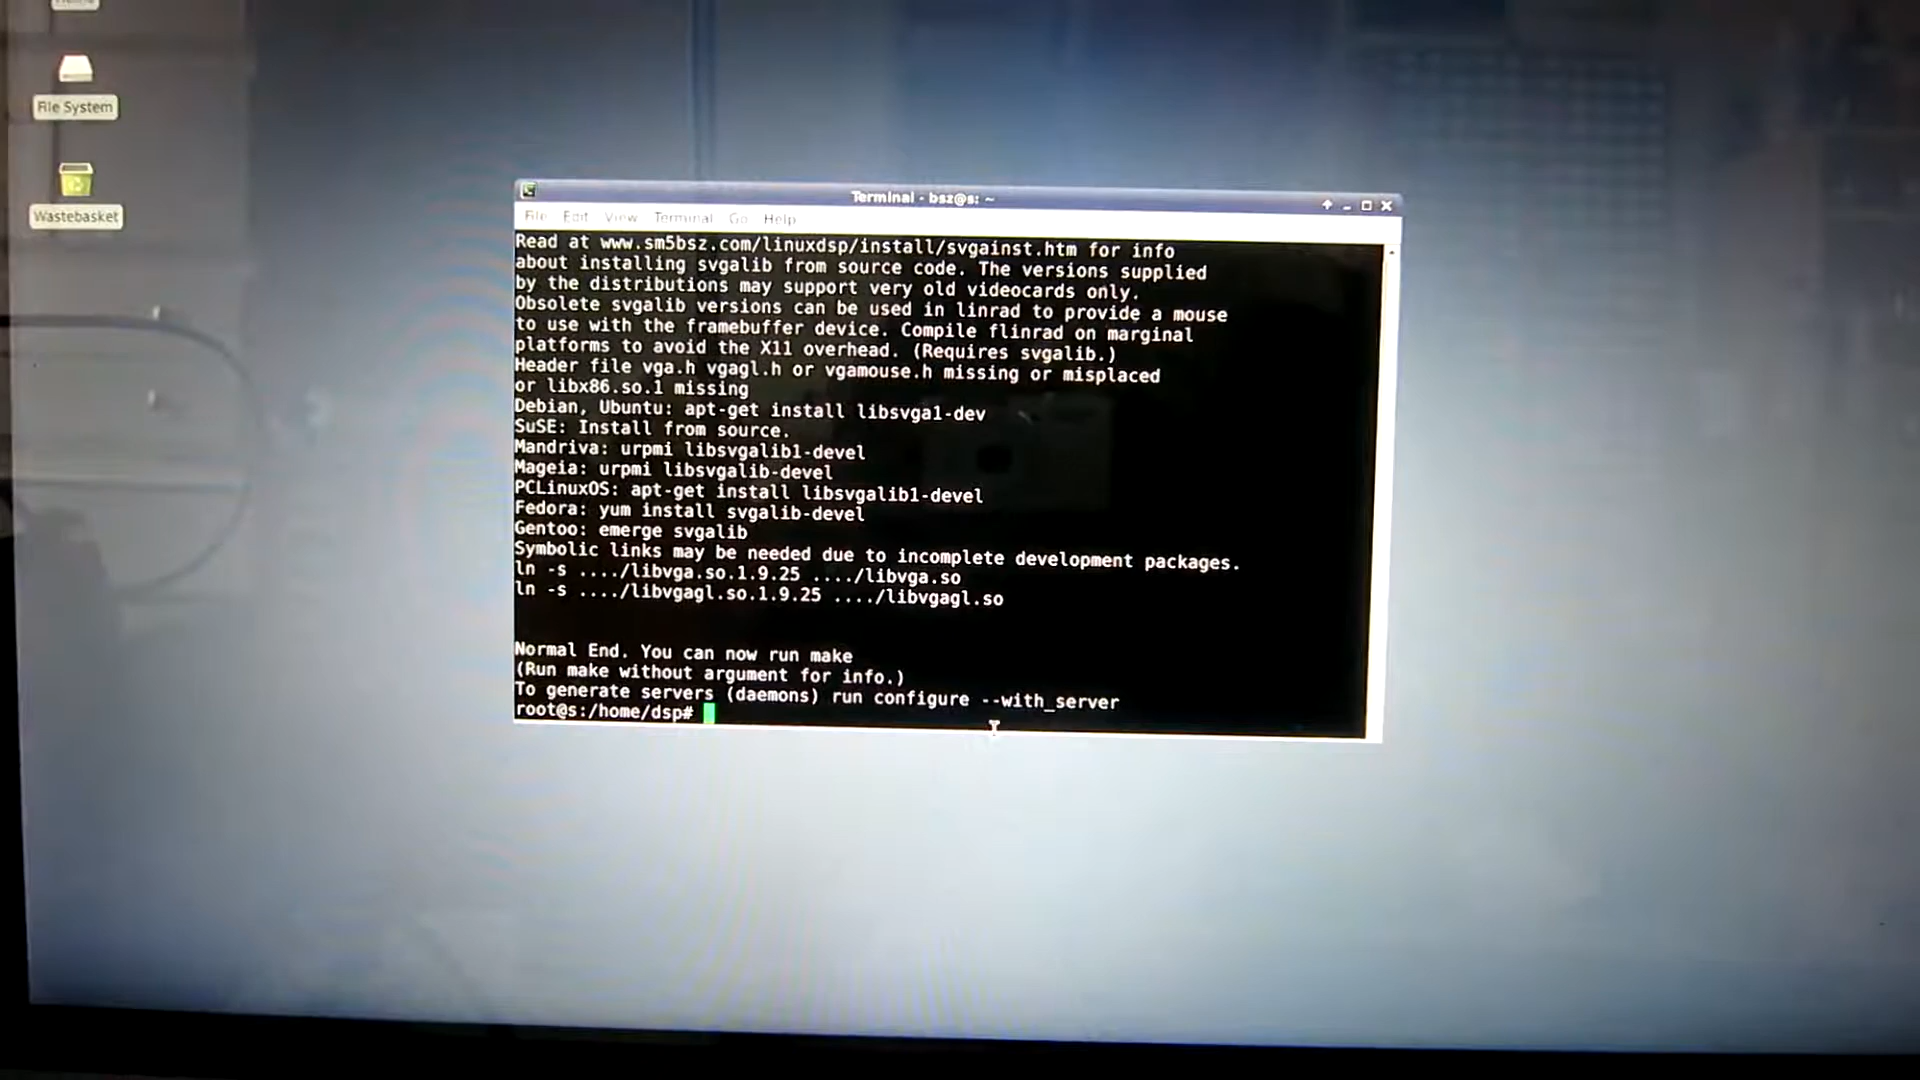 File System
Wastebasket
Terminal - bsz@s: ~
File Edit View Terminal Go Help
Read at www.sm5bsz.com/linuxdsp/install/svgainst.htm for info
about installing svgalib from source code. The versions supplied
by the distributions may support very old videocards only.
Obsolete svgalib versions can be used in linrad to provide a mouse
to use with the framebuffer device. Compile flinrad on marginal
platforms to avoid the X11 overhead. (Requires svgalib.)
Header file vga.h vgagl.h or vgamouse.h missing or misplaced
or libx86.so.1 missing
Debian, Ubuntu: apt-get install libsvga1-dev
SuSE: Install from source.
Mandriva: urpmi libsvgalib1-devel
Mageia: urpmi libsvgalib-devel
PCLinuxOS: apt-get install libsvgalib1-devel
Fedora: yum install svgalib-devel
Gentoo: emerge svgalib
Symbolic links may be needed due to incomplete development packages.
ln -s ..../libvga.so.1.9.25 ..../libvga.so
ln -s ..../libvgagl.so.1.9.25 ..../libvgagl.so
Normal End. You can now run make
(Run make without argument for info.)
To generate servers (daemons) run configure --with_server
root@s:/home/dsp#